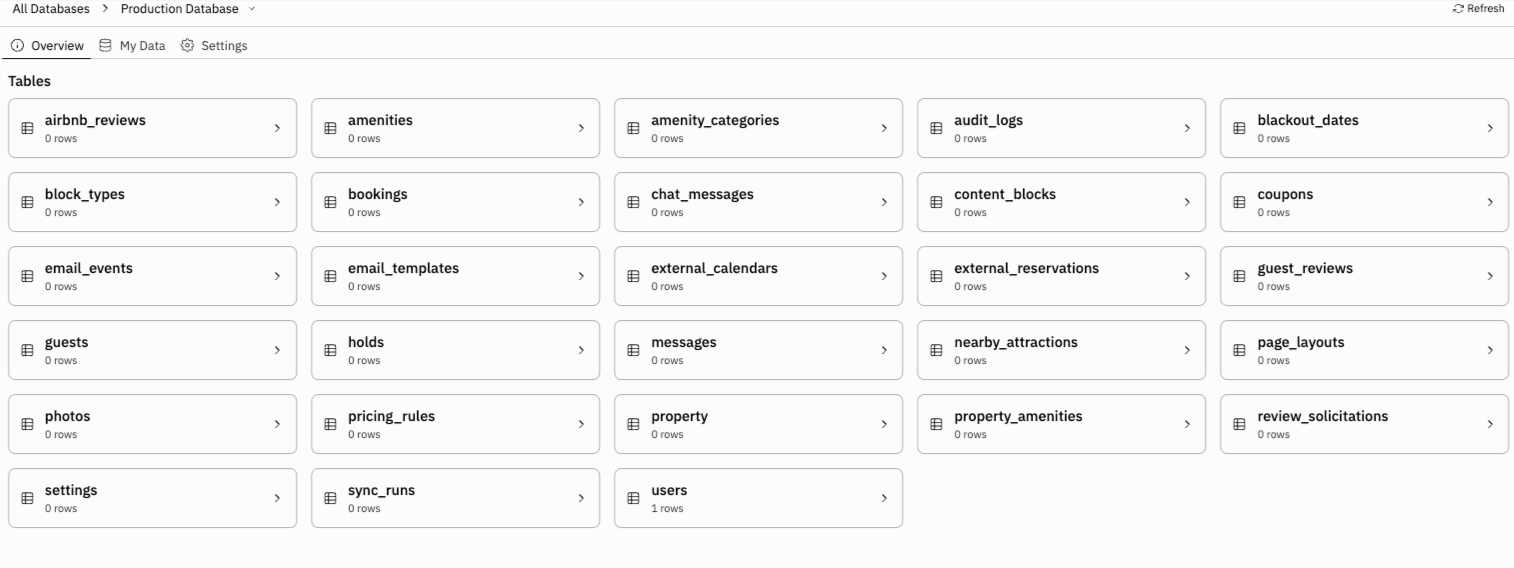 All Databases > Production Database
Refresh
Overview My Data Settings
Tables
airbnb_reviews
0 rows
amenities
0 rows
amenity_categories
0 rows
audit_logs
0 rows
blackout_dates
0 rows
block_types
0 rows
bookings
0 rows
chat_messages
0 rows
content_blocks
0 rows
coupons
0 rows
email_events
0 rows
email_templates
0 rows
external_calendars
0 rows
external_reservations
0 rows
guest_reviews
0 rows
guests
0 rows
holds
0 rows
messages
0 rows
nearby_attractions
0 rows
page_layouts
0 rows
photos
0 rows
pricing_rules
0 rows
property
0 rows
property_amenities
0 rows
review_solicitations
0 rows
settings
0 rows
sync_runs
0 rows
users
1 rows